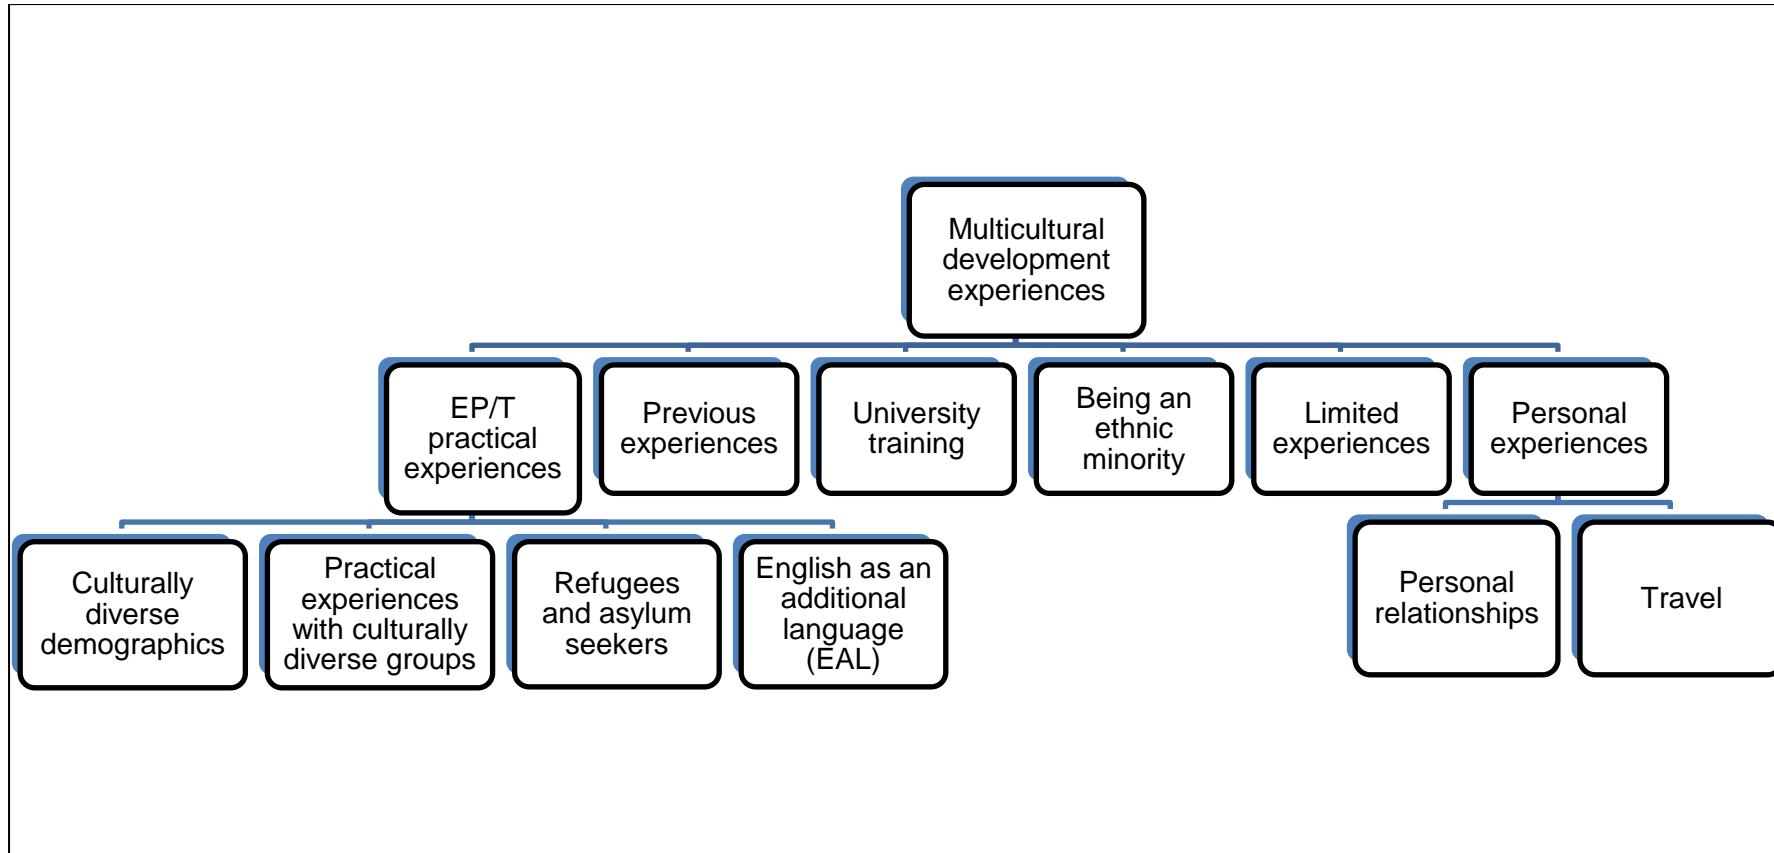 Multicultural
development
experiences
EP/T
practical
experiences
Previous
experiences
University
training
Being an
ethnic
minority
Limited
experiences
Personal
experiences
Culturally
diverse
demographics
Practical
experiences
with culturally
diverse groups
Refugees
and asylum
seekers
English as an
additional
language
(EAL)
Personal
relationships
Travel